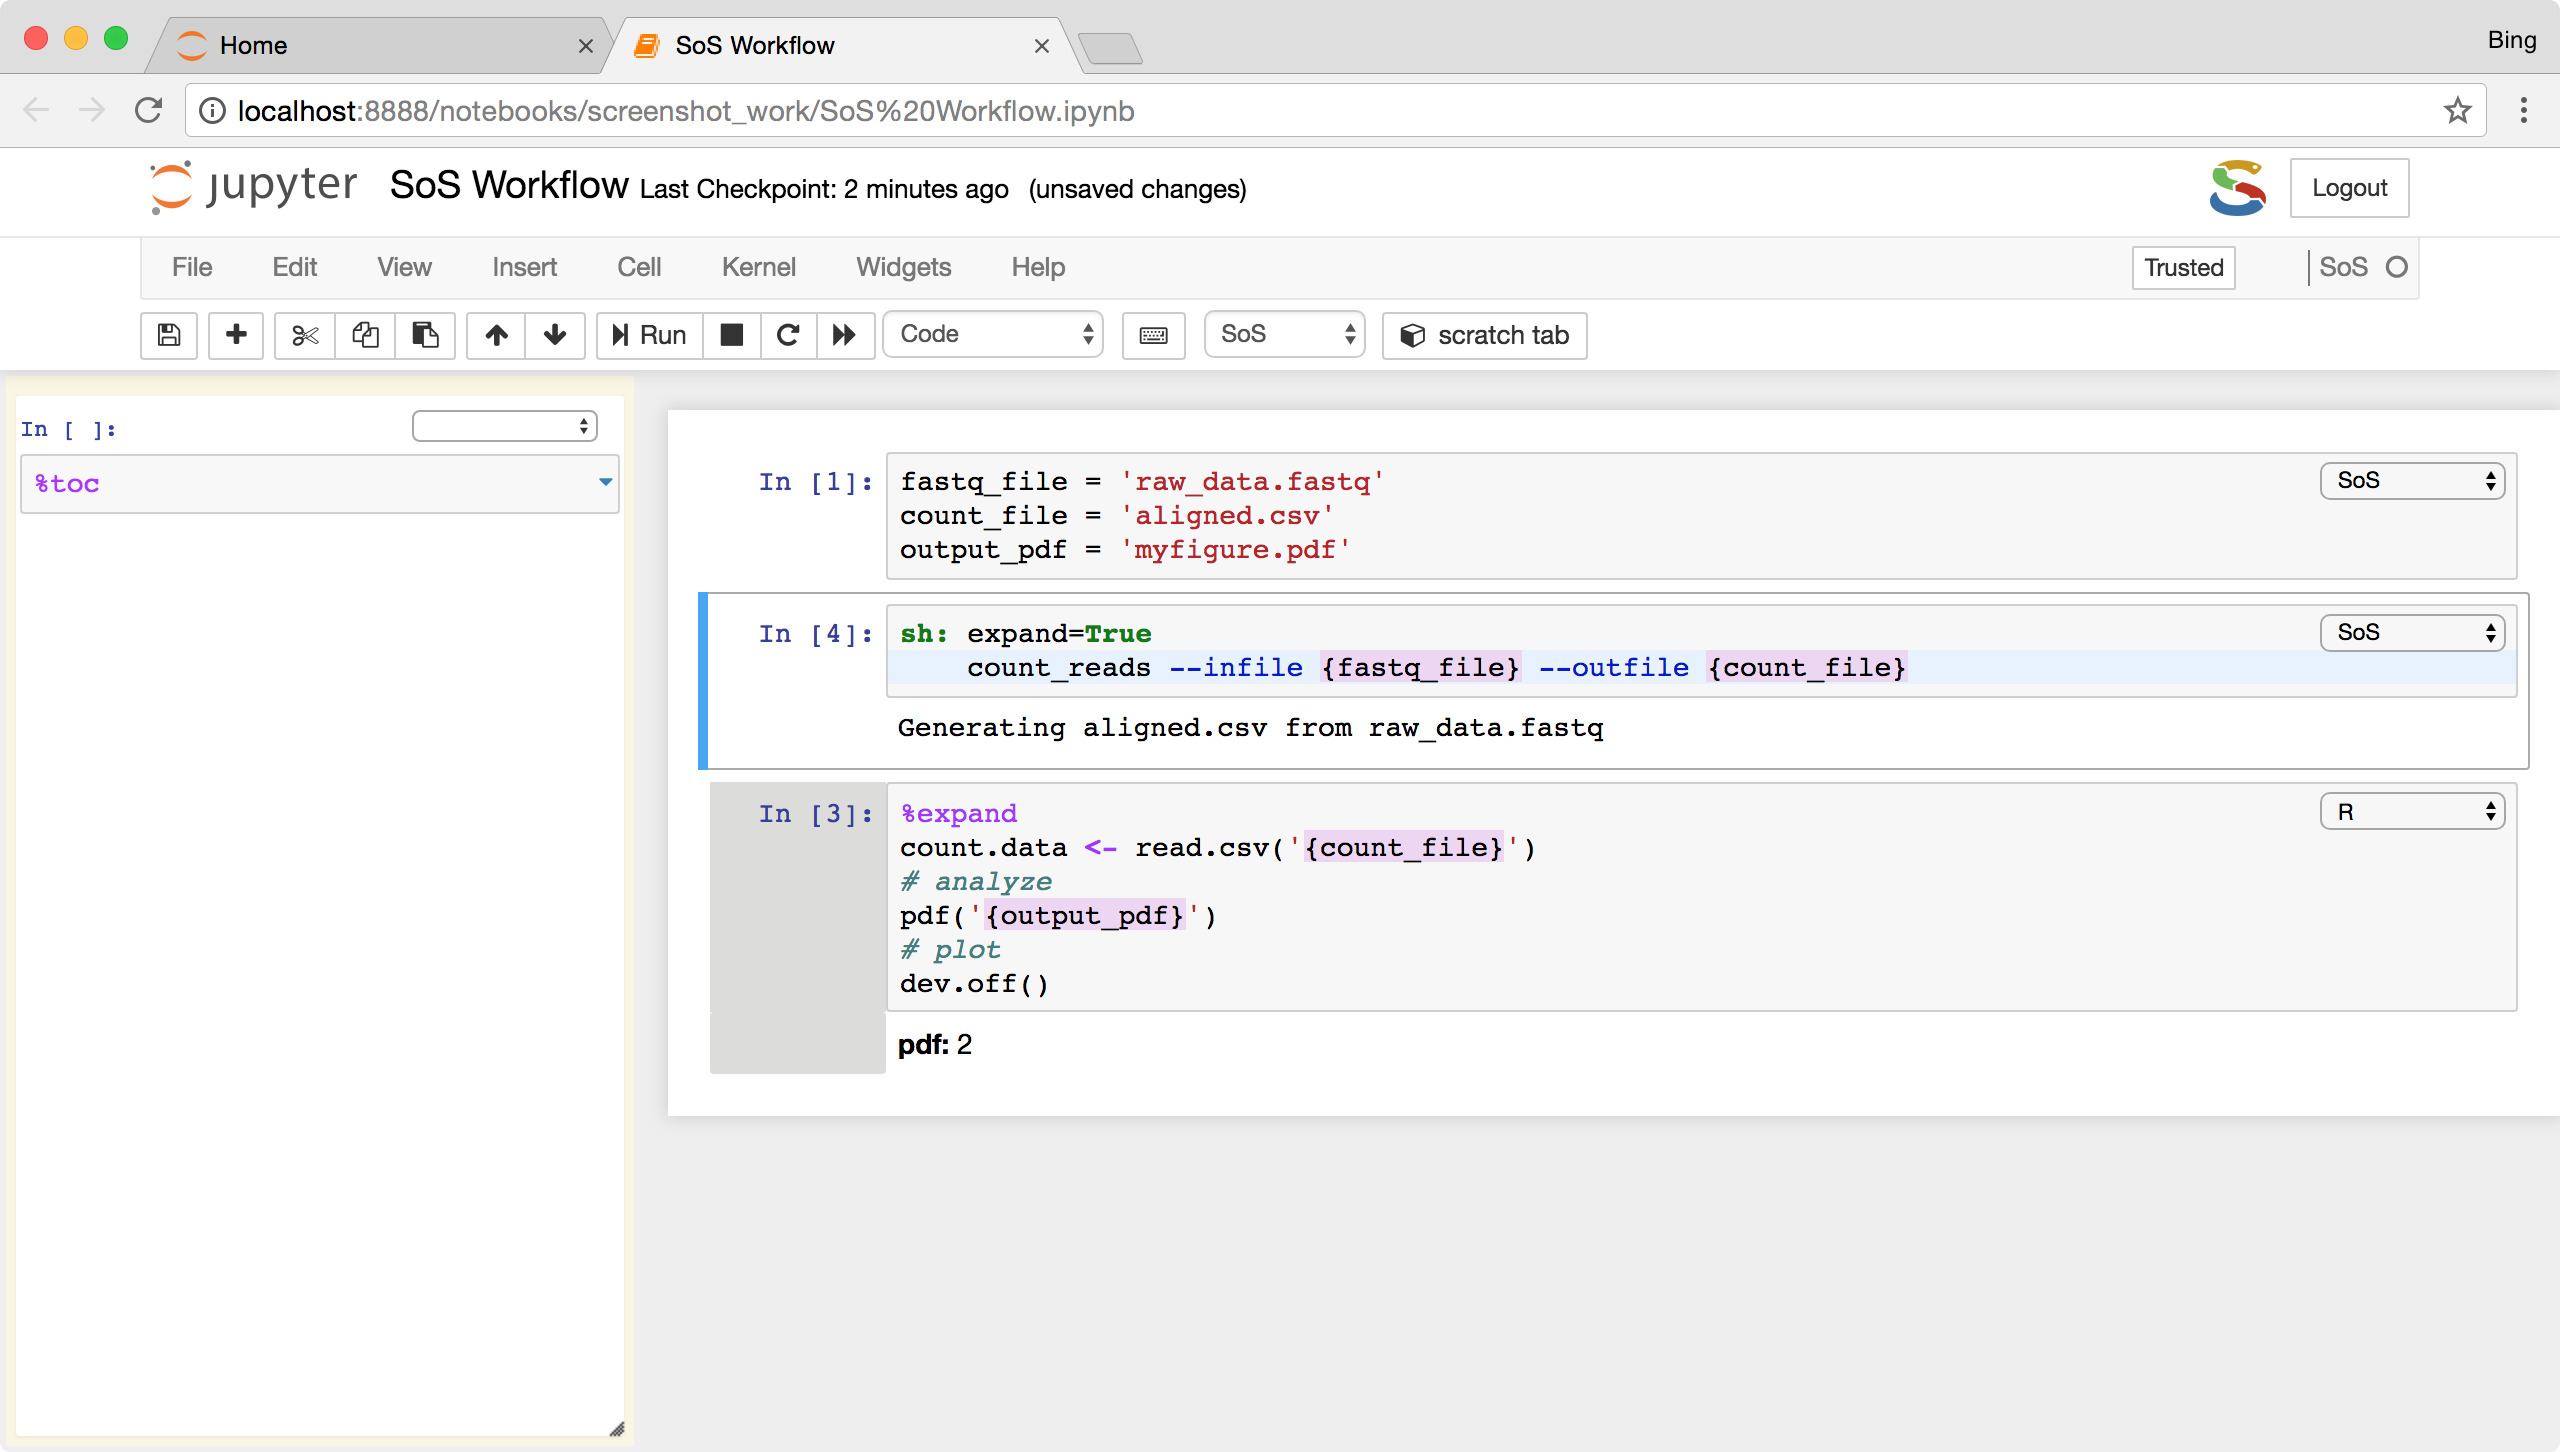 Home
SoS Workflow
Bing
localhost:8888/notebooks/screenshot_work/SoS%20Workflow.ipynb
jupyter SoS Workflow Last Checkpoint: 2 minutes ago (unsaved changes)
Logout
File Edit View Insert Cell Kernel Widgets Help
Trusted
SoS
Run
Code
SoS
scratch tab
In [ ]:
%toc
In [1]:
fastq_file = 'raw_data.fastq'
count_file = 'aligned.csv'
output_pdf = 'myfigure.pdf'
SoS
In [4]:
sh: expand=True
count_reads --infile {fastq_file} --outfile {count_file}
SoS
Generating aligned.csv from raw_data.fastq
In [3]:
%expand
count.data <- read.csv('{count_file}')
# analyze
pdf('{output_pdf}')
# plot
dev.off()
R
pdf: 2